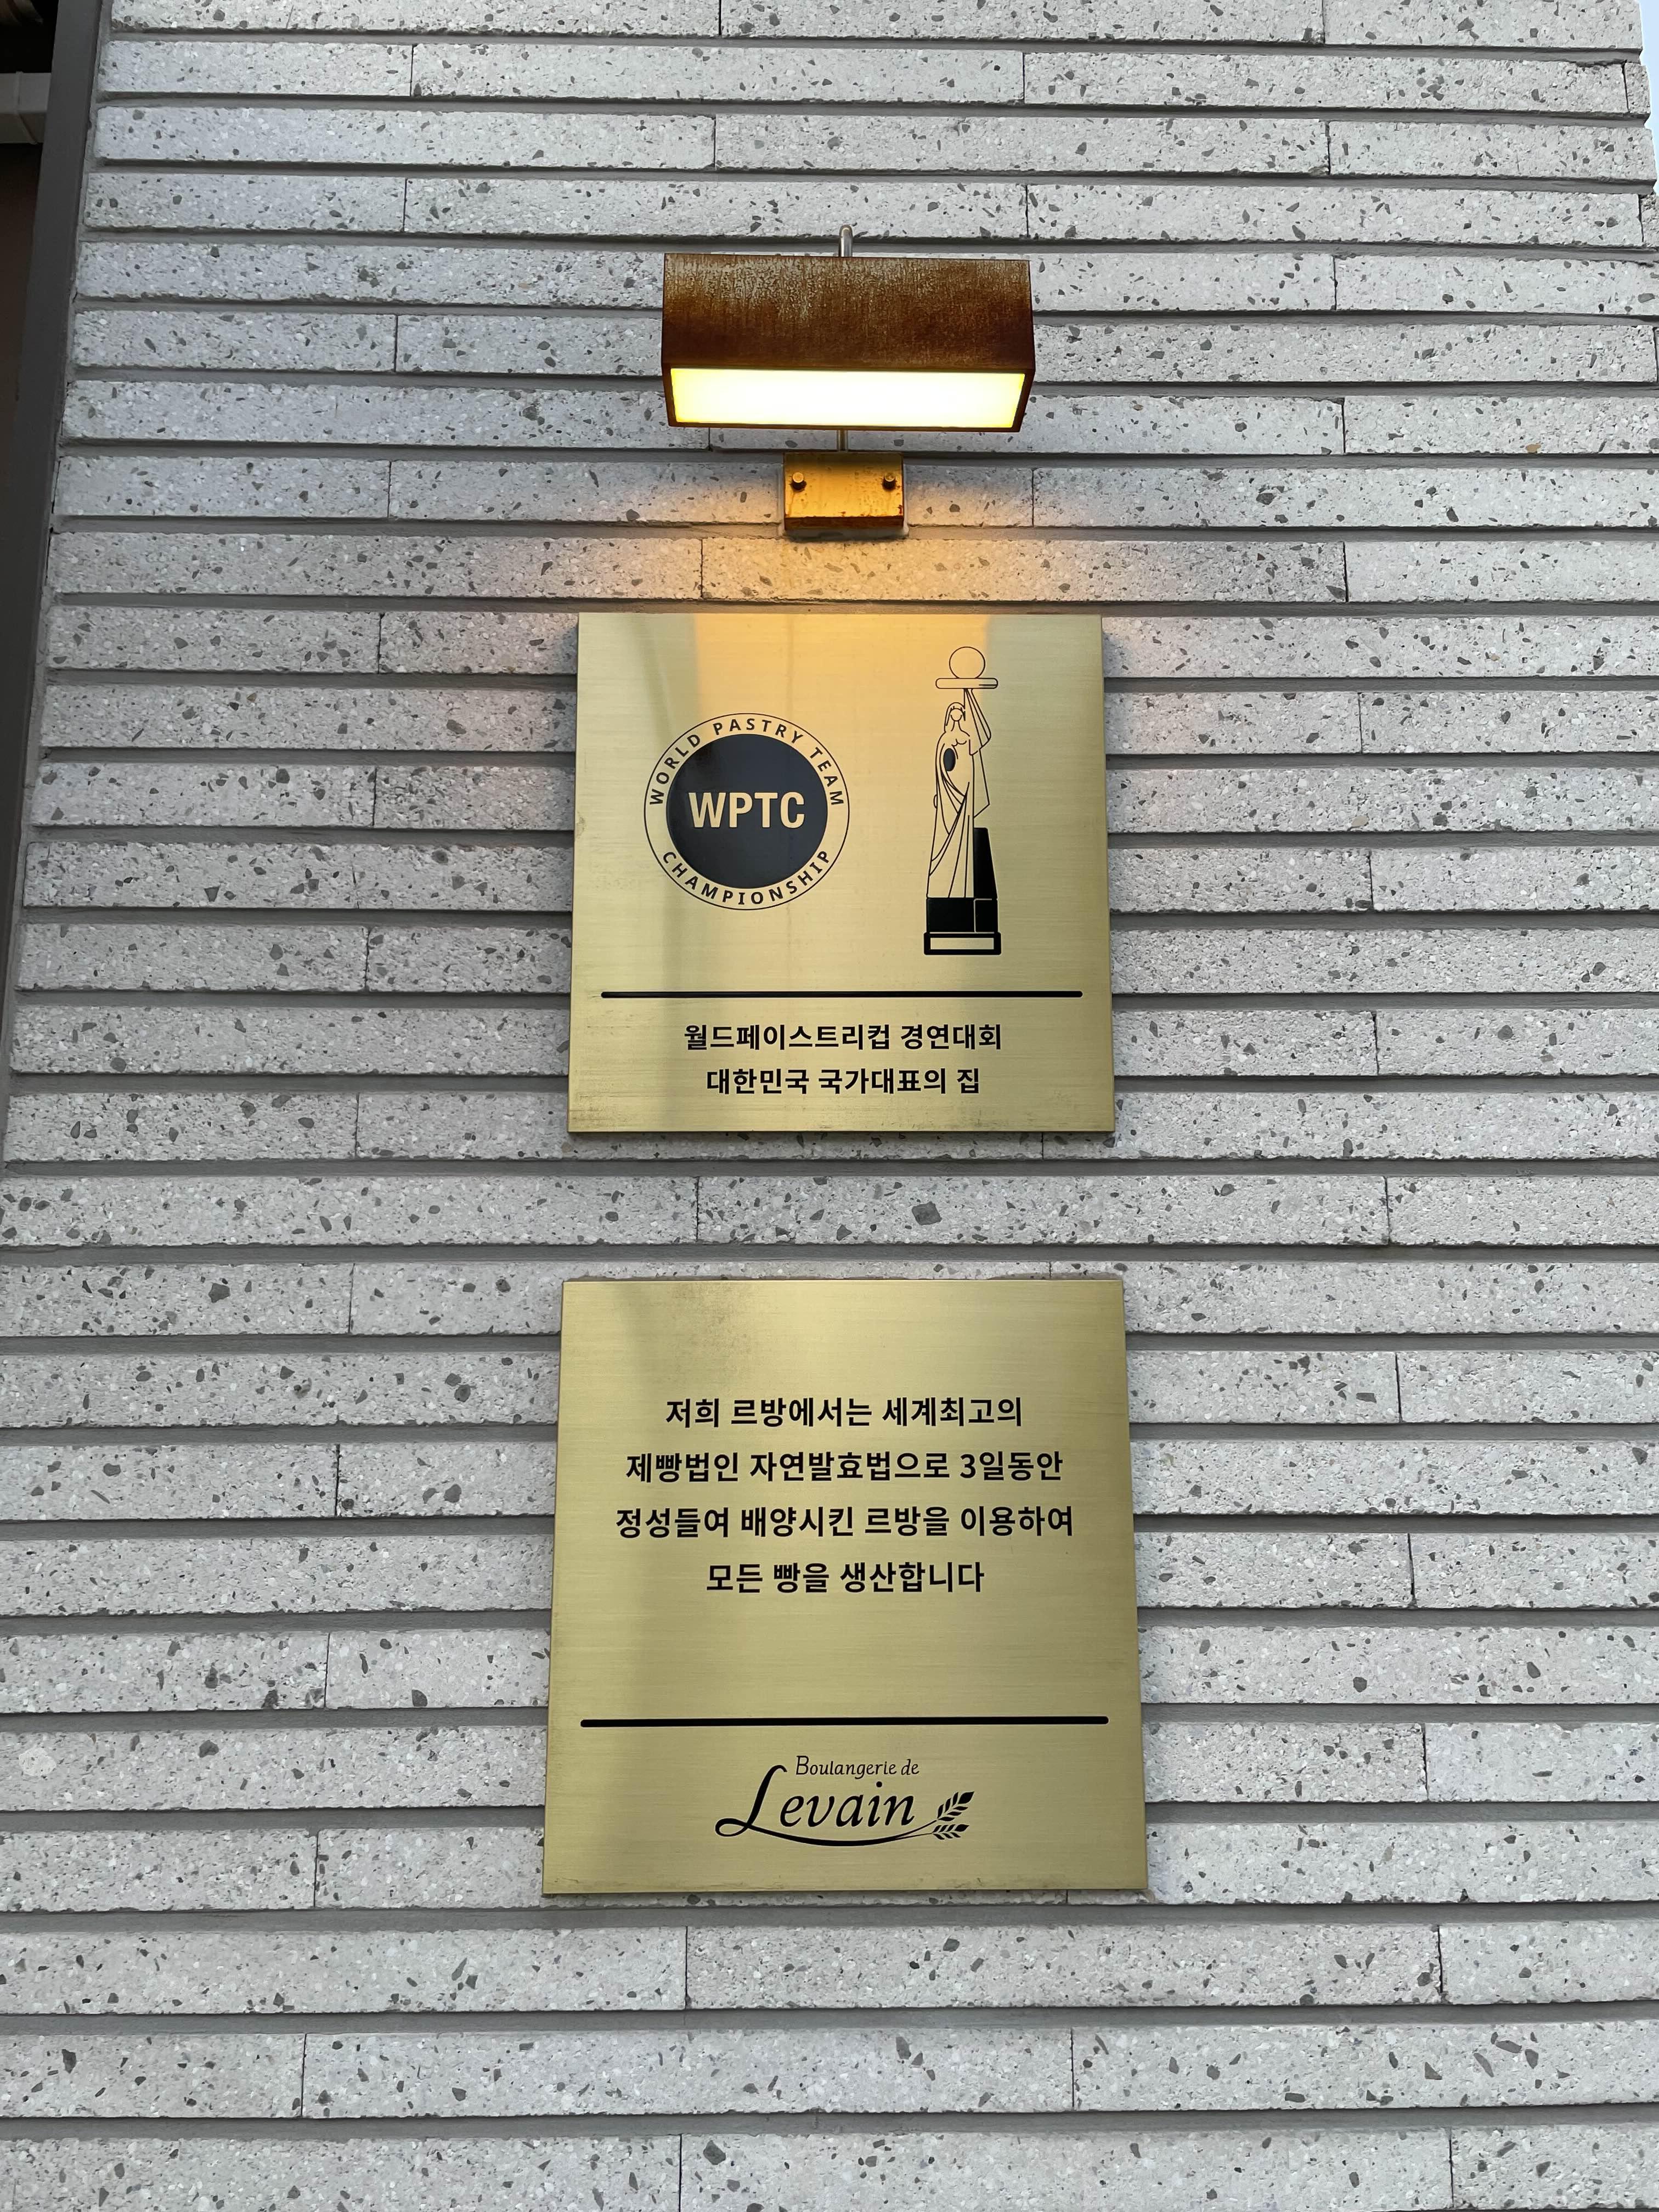 WORLD PASTRY TEAM
WPTC
CHAMPIONSHIP
월드페이스트리컵 경연대회
대한민국 국가대표의 집
저희 르방에서는 세계최고의
제빵법인 자연발효법으로 3일동안
정성들여 배양시킨 르방을 이용하여
모든 빵을 생산합니다
Boulangerie de
Levain